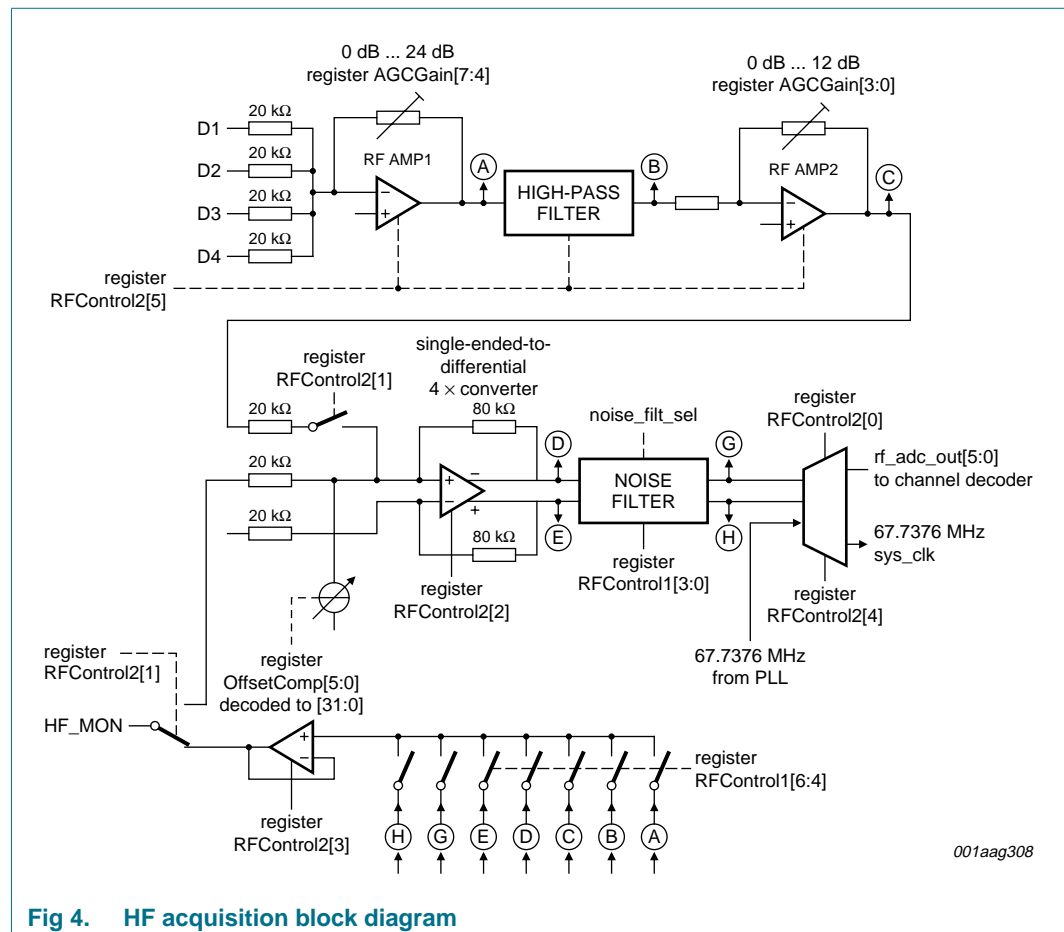 0 dB ... 24 dB
register AGCGain[7:4]
0 dB ... 12 dB
register AGCGain[3:0]
20 kΩ
D1
20 kΩ
D2
20 kΩ
D3
20 kΩ
D4
RF AMP1
−
+
A
HIGH-PASS
FILTER
B
RF AMP2
−
+
C
register
RFControl2[5]
register
RFControl2[1]
single-ended-to-
differential
4 × converter
20 kΩ
20 kΩ
20 kΩ
80 kΩ
+
−
−
+
80 kΩ
D
E
noise_filt_sel
NOISE
FILTER
G
H
register
RFControl2[0]
rf_adc_out[5:0]
to channel decoder
67.7376 MHz
sys_clk
register
RFControl2[2]
register
RFControl1[3:0]
register
RFControl2[4]
67.7376 MHz
from PLL
register
RFControl2[1]
register
OffsetComp[5:0]
decoded to [31:0]
HF_MON
+
−
register
RFControl2[3]
register
RFControl1[6:4]
H G E D C B A
001aag308
Fig 4. HF acquisition block diagram